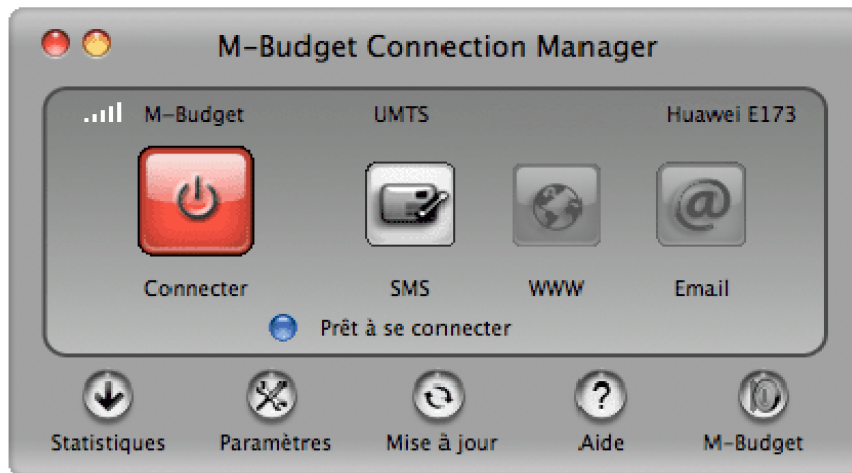 M-Budget Connection Manager
M-Budget UMTS Huawei E173
Connecter SMS WWW Email
Prêt à se connecter
Statistiques Paramètres Mise à jour Aide M-Budget